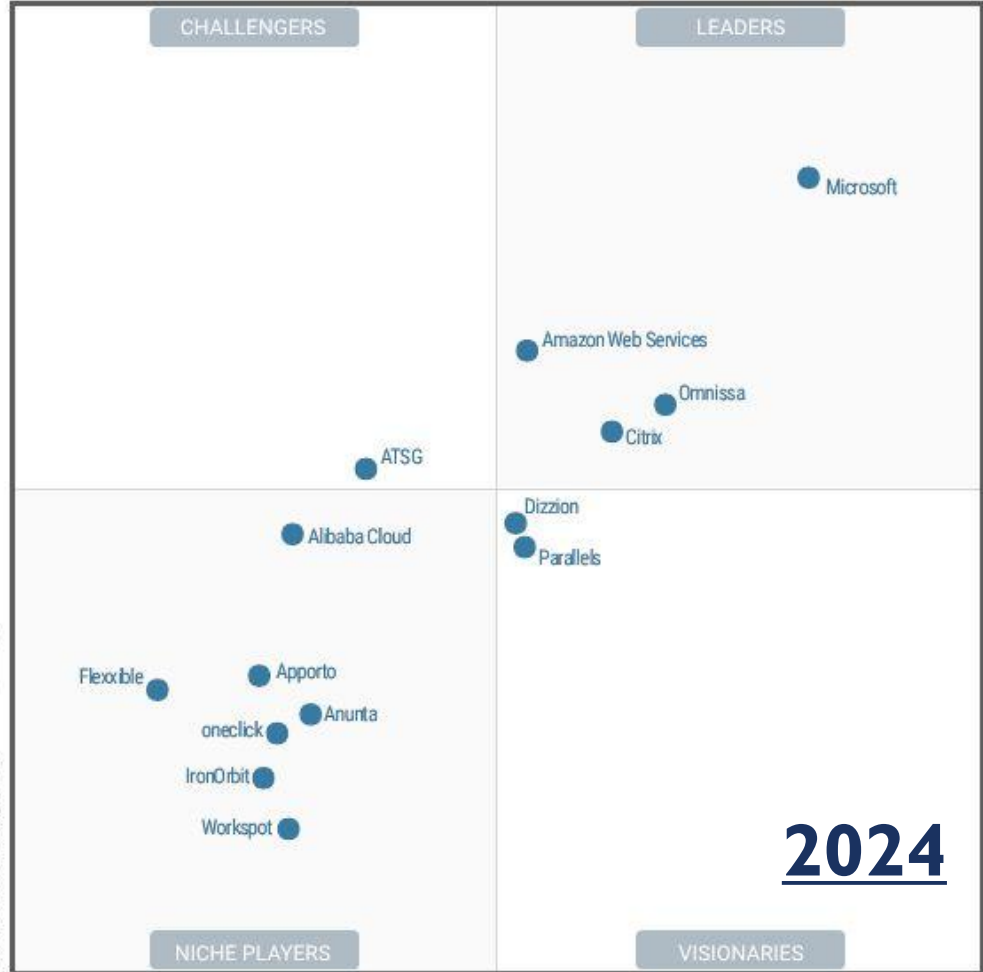 CHALLENGERS
LEADERS
Microsoft
Amazon Web Services
Omnissa
Citrix
ATSG
Dizzion
Alibaba Cloud
Parallels
Flexxible
Apporto
Anunta
oneclick
IronOrbit
Workspot
2024
NICHE PLAYERS
VISIONARIES